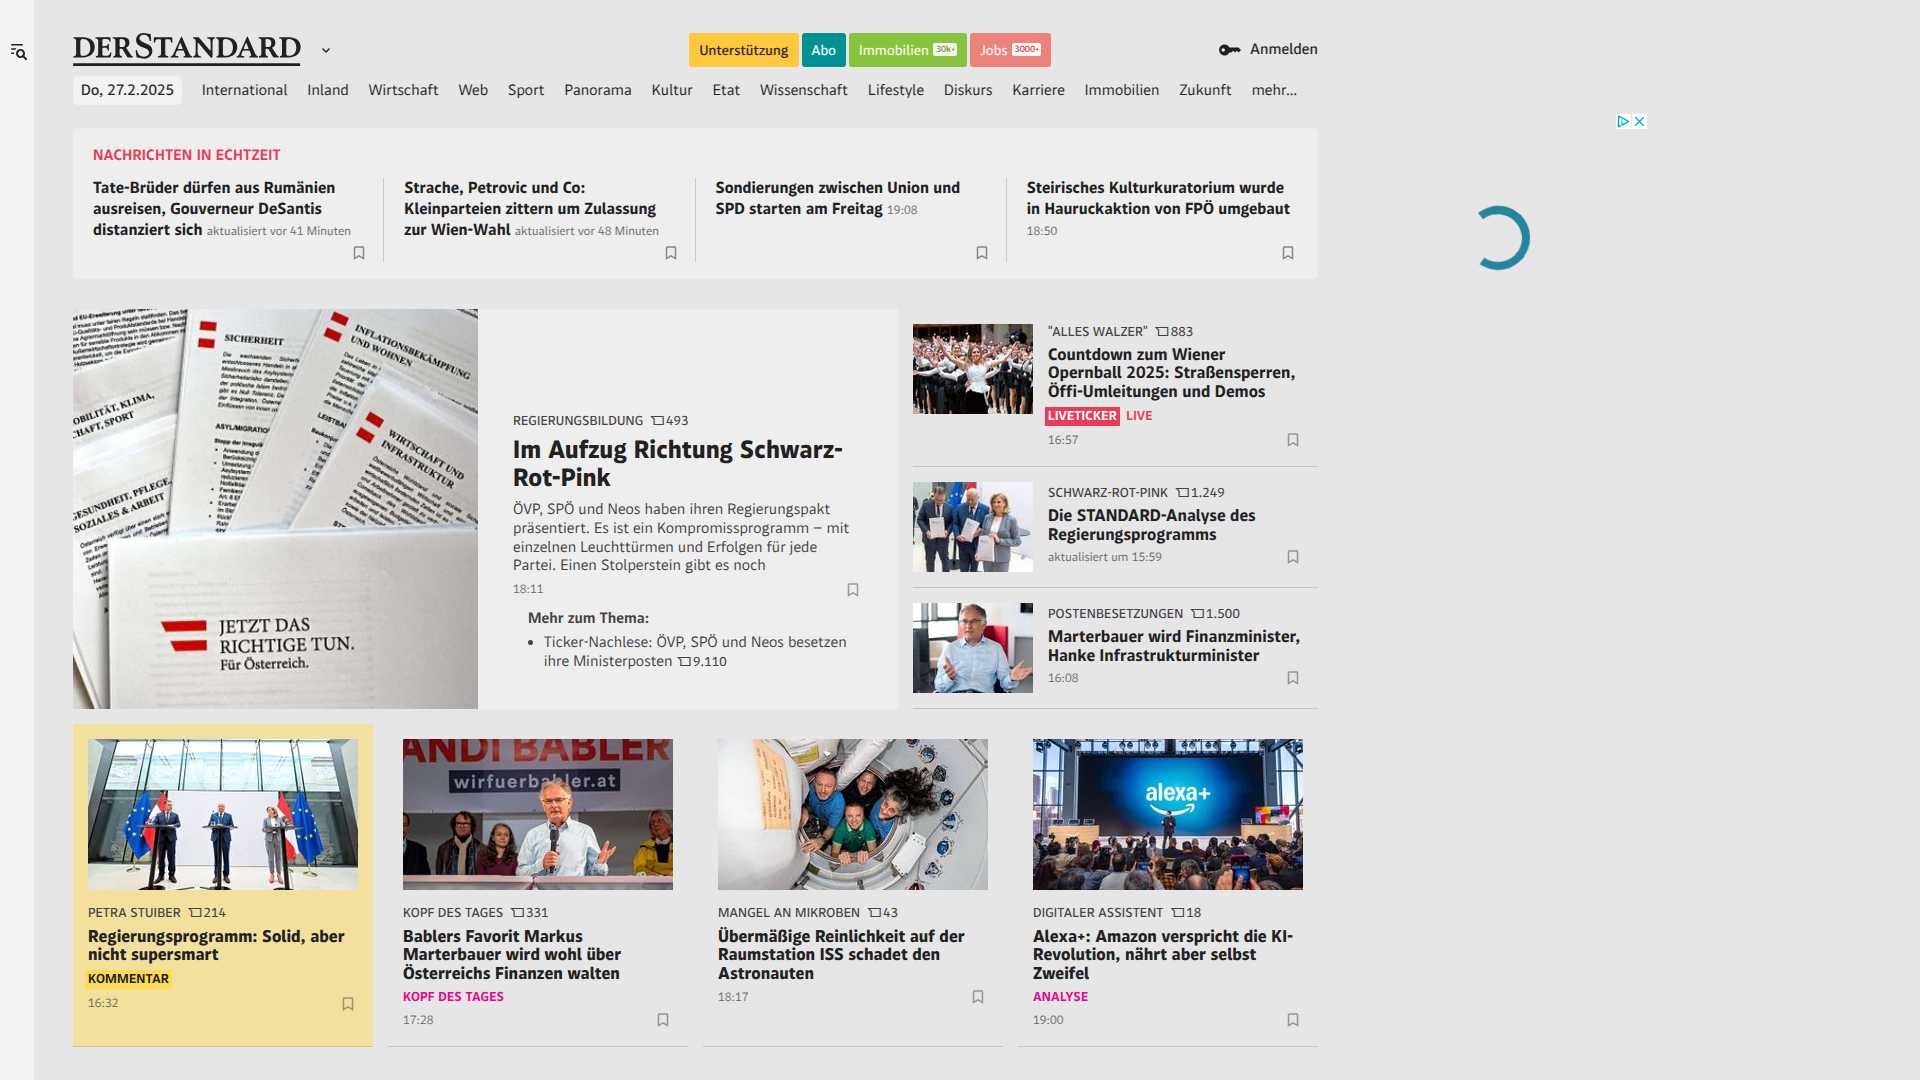 DERSTANDARD
Unterstützung
Abo
Immobilien 30k+
Jobs 3000+
Anmelden
Do, 27.2.2025
International
Inland
Wirtschaft
Web
Sport
Panorama
Kultur
Etat
Wissenschaft
Lifestyle
Diskurs
Karriere
Immobilien
Zukunft
mehr...
NACHRICHTEN IN ECHTZEIT
Tate-Brüder dürfen aus Rumänien
ausreisen, Gouverneur DeSantis
distanziert sich aktualisiert vor 41 Minuten
Strache, Petrovic und Co:
Kleinparteien zittern um Zulassung
zur Wien-Wahl aktualisiert vor 48 Minuten
Sondierungen zwischen Union und
SPD starten am Freitag 19:08
Steirisches Kulturkuratorium wurde
in Hauruckaktion von FPÖ umgebaut
18:50
SICHERHEIT
INFLATIONSBEKÄMPFUNG
UND WOHNEN
WIRTSCHAFT UND
INFRASTRUKTUR
JETZT DAS
RICHTIGE TUN.
Für Österreich.
REGIERUNGSBILDUNG 493
Im Aufzug Richtung Schwarz-
Rot-Pink
ÖVP, SPÖ und Neos haben ihren Regierungspakt
präsentiert. Es ist ein Kompromissprogramm – mit
einzelnen Leuchttürmen und Erfolgen für jede
Partei. Einen Stolperstein gibt es noch
18:11
Mehr zum Thema:
• Ticker-Nachlese: ÖVP, SPÖ und Neos besetzen
ihre Ministerposten 9.110
"ALLES WALZER" 883
Countdown zum Wiener
Opernball 2025: Straßensperren,
Öffi-Umleitungen und Demos
LIVETICKER LIVE
16:57
SCHWARZ-ROT-PINK 1.249
Die STANDARD-Analyse des
Regierungsprogramms
aktualisiert um 15:59
POSTENBESETZUNGEN 1.500
Marterbauer wird Finanzminister,
Hanke Infrastrukturminister
16:08
PETRA STUIBER 214
Regierungsprogramm: Solid, aber
nicht supersmart
KOMMENTAR
16:32
ANDI BABLER
wirfuerbabler.at
KOPF DES TAGES 331
Bablers Favorit Markus
Marterbauer wird wohl über
Österreichs Finanzen walten
KOPF DES TAGES
17:28
MANGEL AN MIKROBEN 43
Übermäßige Reinlichkeit auf der
Raumstation ISS schadet den
Astronauten
18:17
alexa+
DIGITALER ASSISTENT 18
Alexa+: Amazon verspricht die KI-
Revolution, nährt aber selbst
Zweifel
ANALYSE
19:00